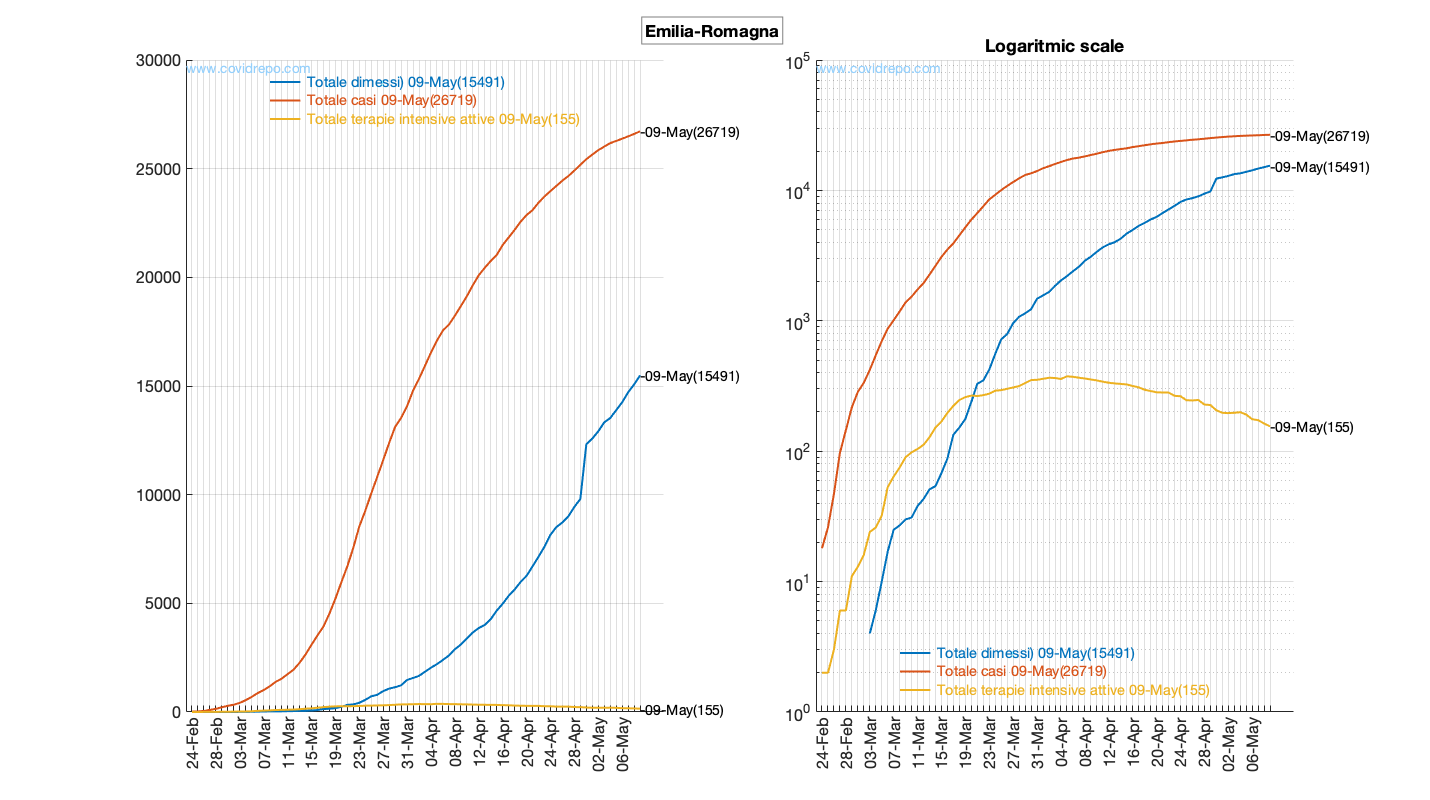 Emilia-Romagna
30000
25000
20000
15000
10000
5000
0
www.covidrepo.com
Totale dimessi) 09-May(15491)
Totale casi 09-May(26719)
Totale terapie intensive attive 09-May(155)
-09-May(26719)
-09-May(15491)
-09-May(155)
24-Feb
28-Feb
03-Mar
07-Mar
11-Mar
15-Mar
19-Mar
23-Mar
27-Mar
31-Mar
04-Apr
08-Apr
12-Apr
16-Apr
20-Apr
24-Apr
28-Apr
02-May
06-May
Logaritmic scale
10^5
10^4
10^3
10^2
10^1
10^0
www.covidrepo.com
-09-May(26719)
-09-May(15491)
-09-May(155)
Totale dimessi) 09-May(15491)
Totale casi 09-May(26719)
Totale terapie intensive attive 09-May(155)
24-Feb
28-Feb
03-Mar
07-Mar
11-Mar
15-Mar
19-Mar
23-Mar
27-Mar
31-Mar
04-Apr
08-Apr
12-Apr
16-Apr
20-Apr
24-Apr
28-Apr
02-May
06-May